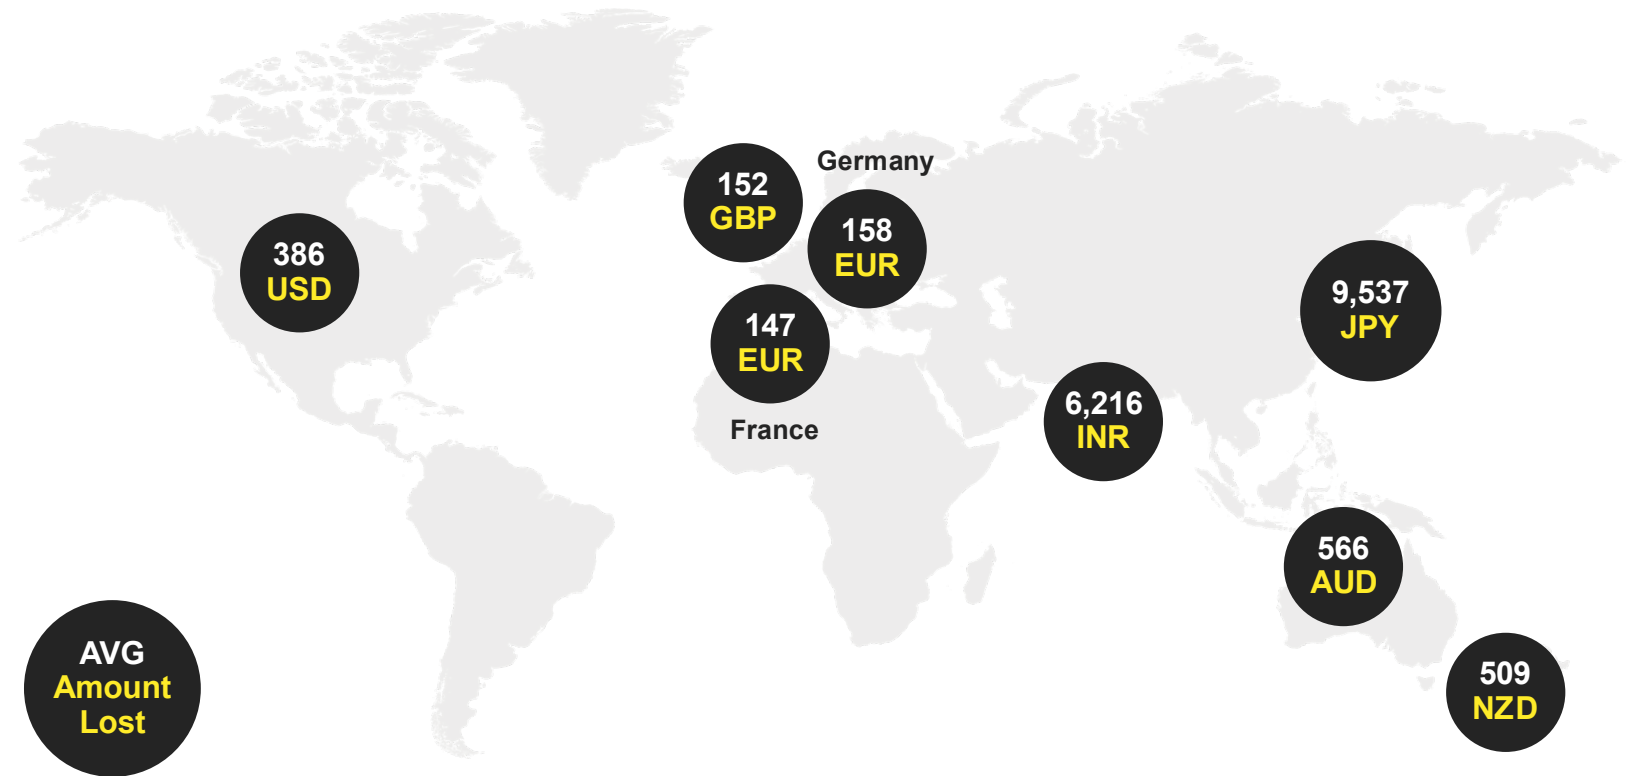 Germany
152
GBP
158
EUR
386
USD
9,537
JPY
147
EUR
France
6,216
INR
566
AUD
AVG
Amount
Lost
509
NZD